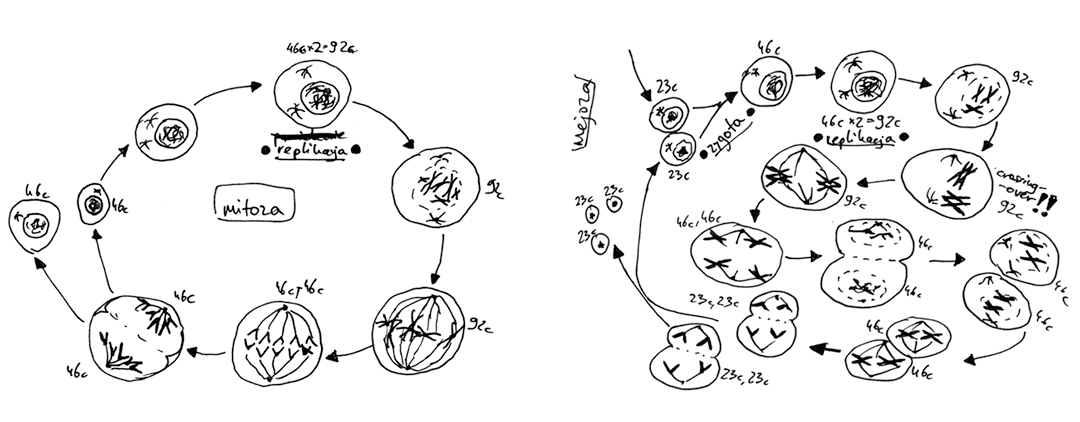 46c×2=92c
replikacja
92c
mitoza
46c
46c
92c
46c, 46c
46c
46c
Mejoza
23c
23c
zygota
46c
46c×2=92c
replikacja
92c
crossing-
-over!!
92c
92c
46c, 46c
46c
46c
46c
46c
46c
46c
23c, 23c
23c, 23c
23c
23c
23c